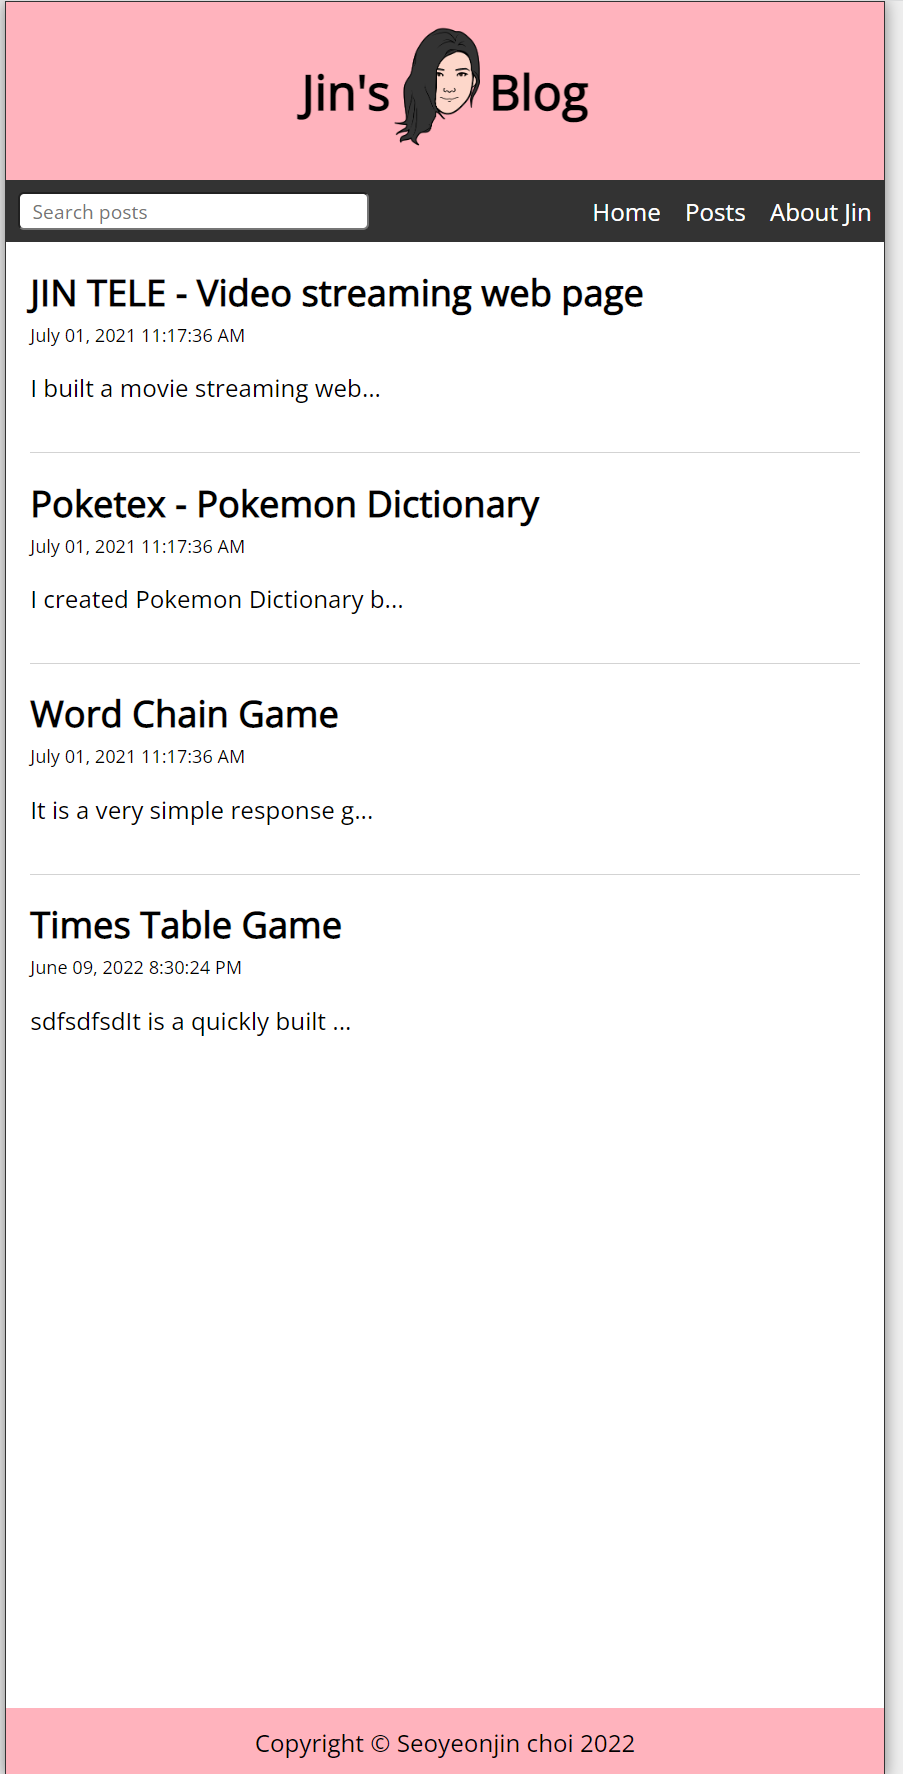 Jin's Blog
Search posts
Home Posts About Jin
JIN TELE - Video streaming web page
July 01, 2021 11:17:36 AM
I built a movie streaming web...
Poketex - Pokemon Dictionary
July 01, 2021 11:17:36 AM
I created Pokemon Dictionary b...
Word Chain Game
July 01, 2021 11:17:36 AM
It is a very simple response g...
Times Table Game
June 09, 2022 8:30:24 PM
sdfsdfsdIt is a quickly built ...
Copyright © Seoyeonjin choi 2022